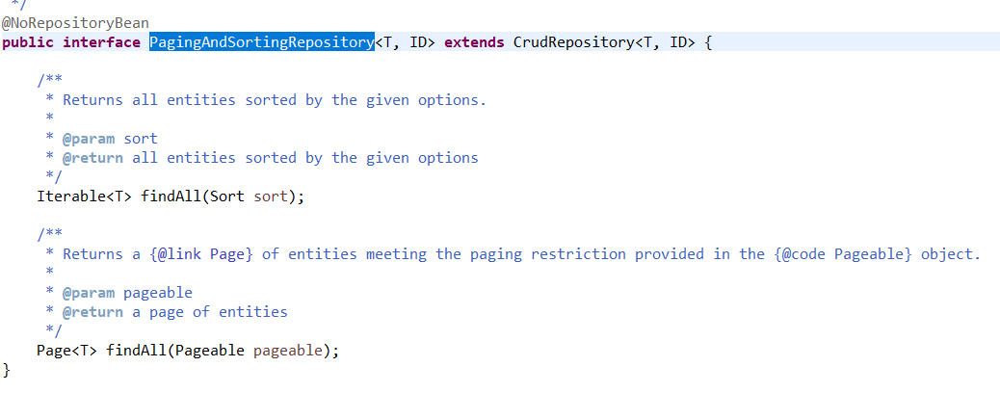 */
@NoRepositoryBean
public interface PagingAndSortingRepository<T, ID> extends CrudRepository<T, ID> {
/**
* Returns all entities sorted by the given options.
*
* @param sort
* @return all entities sorted by the given options
*/
Iterable<T> findAll(Sort sort);
/**
* Returns a {@link Page} of entities meeting the paging restriction provided in the {@code Pageable} object.
*
* @param pageable
* @return a page of entities
*/
Page<T> findAll(Pageable pageable);
}